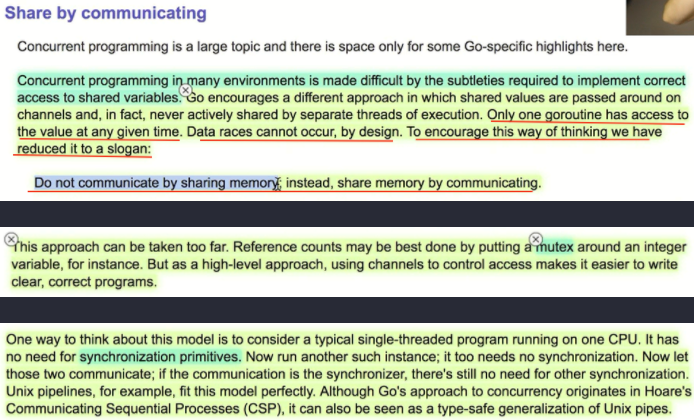 Share by communicating
Concurrent programming is a large topic and there is space only for some Go-specific highlights here.
Concurrent programming in many environments is made difficult by the subtleties required to implement correct
access to shared variables. Go encourages a different approach in which shared values are passed around on
channels and, in fact, never actively shared by separate threads of execution. Only one goroutine has access to
the value at any given time. Data races cannot occur, by design. To encourage this way of thinking we have
reduced it to a slogan:
Do not communicate by sharing memory; instead, share memory by communicating.
This approach can be taken too far. Reference counts may be best done by putting a mutex around an integer
variable, for instance. But as a high-level approach, using channels to control access makes it easier to write
clear, correct programs.
One way to think about this model is to consider a typical single-threaded program running on one CPU. It has
no need for synchronization primitives. Now run another such instance; it too needs no synchronization. Now let
those two communicate; if the communication is the synchronizer, there's still no need for other synchronization.
Unix pipelines, for example, fit this model perfectly. Although Go's approach to concurrency originates in Hoare's
Communicating Sequential Processes (CSP), it can also be seen as a type-safe generalization of Unix pipes.